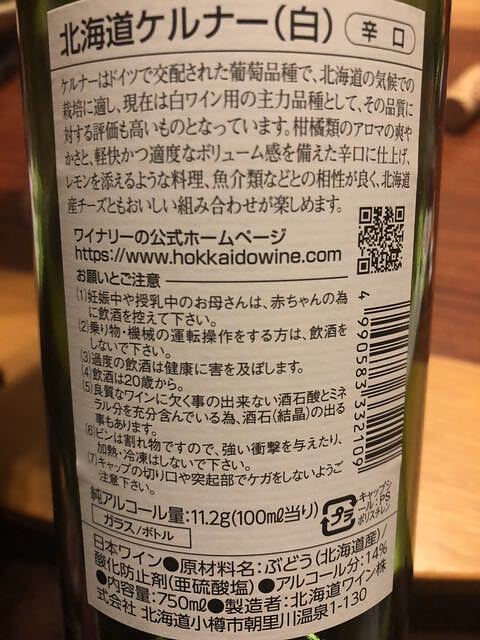 北海道ケルナー(白) 辛口
ケルナーはドイツで交配された葡萄品種で、北海道の気候での
栽培に適し、現在は白ワイン用の主力品種として、その品質に
対する評価も高いものとなっています。柑橘類のアロマの爽や
かさと、軽快かつ適度なボリューム感を備えた辛口に仕上げ、
レモンを添えるような料理、魚介類などとの相性が良く、北海道
産チーズともおいしい組み合わせが楽しめます。
ワイナリーの公式ホームページ
https://www.hokkaidowine.com
お願いとご注意
(1)妊娠中や授乳中のお母さんは、赤ちゃんの為
に飲酒を控えて下さい。
(2)乗り物・機械の運転操作をする方は、飲酒を
しないで下さい。
(3)過度の飲酒は健康に害を及ぼします。
(4)飲酒は20歳から。
(5)良質なワインに欠く事の出来ない酒石酸とミネ
ラル分を充分含んでいる為、酒石(結晶)の出る
事もあります。
(6)ビンは割れ物ですので、強い衝撃を与えたり、
加熱・冷凍はしないで下さい。
(7)キャップの切り口や突起部でケガをしないようご
注意下さい。
4 990583 332109
純アルコール量:11.2g(100ml当り)
ガラス/ボトル
プラ
キャップシ
ール:PS
ポリスチレン
日本ワイン●原材料名:ぶどう(北海道産)/
酸化防止剤(亜硫酸塩)●アルコール分:14%
●内容量:750ml●製造者:北海道ワイン株
式会社 北海道小樽市朝里川温泉1-130